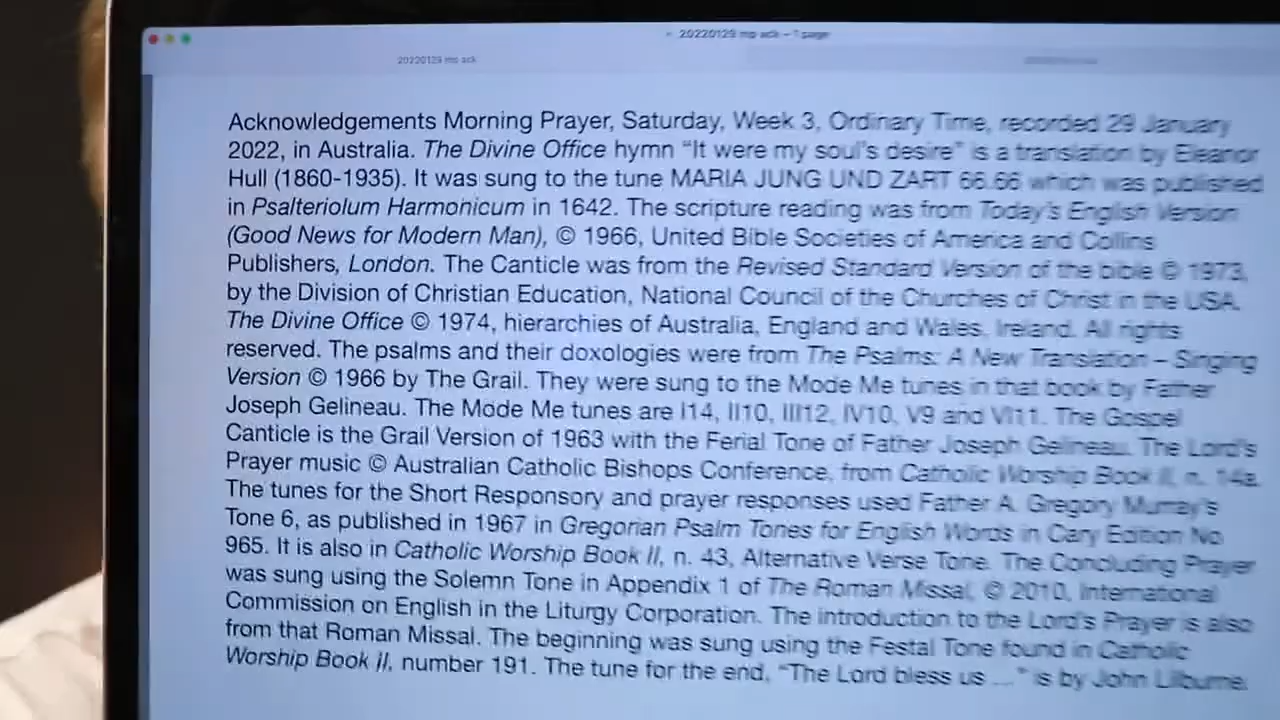 20220129 mp ack – 1 page
20220129 mp ack
Acknowledgements Morning Prayer, Saturday, Week 3, Ordinary Time, recorded 29 January
2022, in Australia. The Divine Office hymn “It were my soul’s desire” is a translation by Eleanor
Hull (1860-1935). It was sung to the tune MARIA JUNG UND ZART 66.66 which was published
in Psalteriolum Harmonicum in 1642. The scripture reading was from Today’s English Version
(Good News for Modern Man), © 1966, United Bible Societies of America and Collins
Publishers, London. The Canticle was from the Revised Standard Version of the bible © 1973,
by the Division of Christian Education, National Council of the Churches of Christ in the USA.
The Divine Office © 1974, hierarchies of Australia, England and Wales, Ireland. All rights
reserved. The psalms and their doxologies were from The Psalms: A New Translation – Singing
Version © 1966 by The Grail. They were sung to the Mode Me tunes in that book by Father
Joseph Gelineau. The Mode Me tunes are I14, II10, III12, IV10, V9 and VI11. The Gospel
Canticle is the Grail Version of 1963 with the Ferial Tone of Father Joseph Gelineau. The Lord’s
Prayer music © Australian Catholic Bishops Conference, from Catholic Worship Book II, n. 14a.
The tunes for the Short Responsory and prayer responses used Father A. Gregory Murray’s
Tone 6, as published in 1967 in Gregorian Psalm Tones for English Words in Cary Edition No
965. It is also in Catholic Worship Book II, n. 43, Alternative Verse Tone. The Concluding Prayer
was sung using the Solemn Tone in Appendix 1 of The Roman Missal, © 2010, International
Commission on English in the Liturgy Corporation. The introduction to the Lord’s Prayer is also
from that Roman Missal. The beginning was sung using the Festal Tone found in Catholic
Worship Book II, number 191. The tune for the end, “The Lord bless us ...” is by John Lilburne.